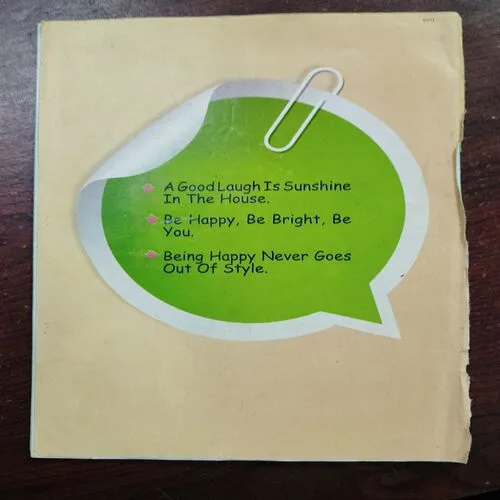 A Good Laugh Is Sunshine
In The House.
Be Happy, Be Bright, Be
You.
Being Happy Never Goes
Out Of Style.